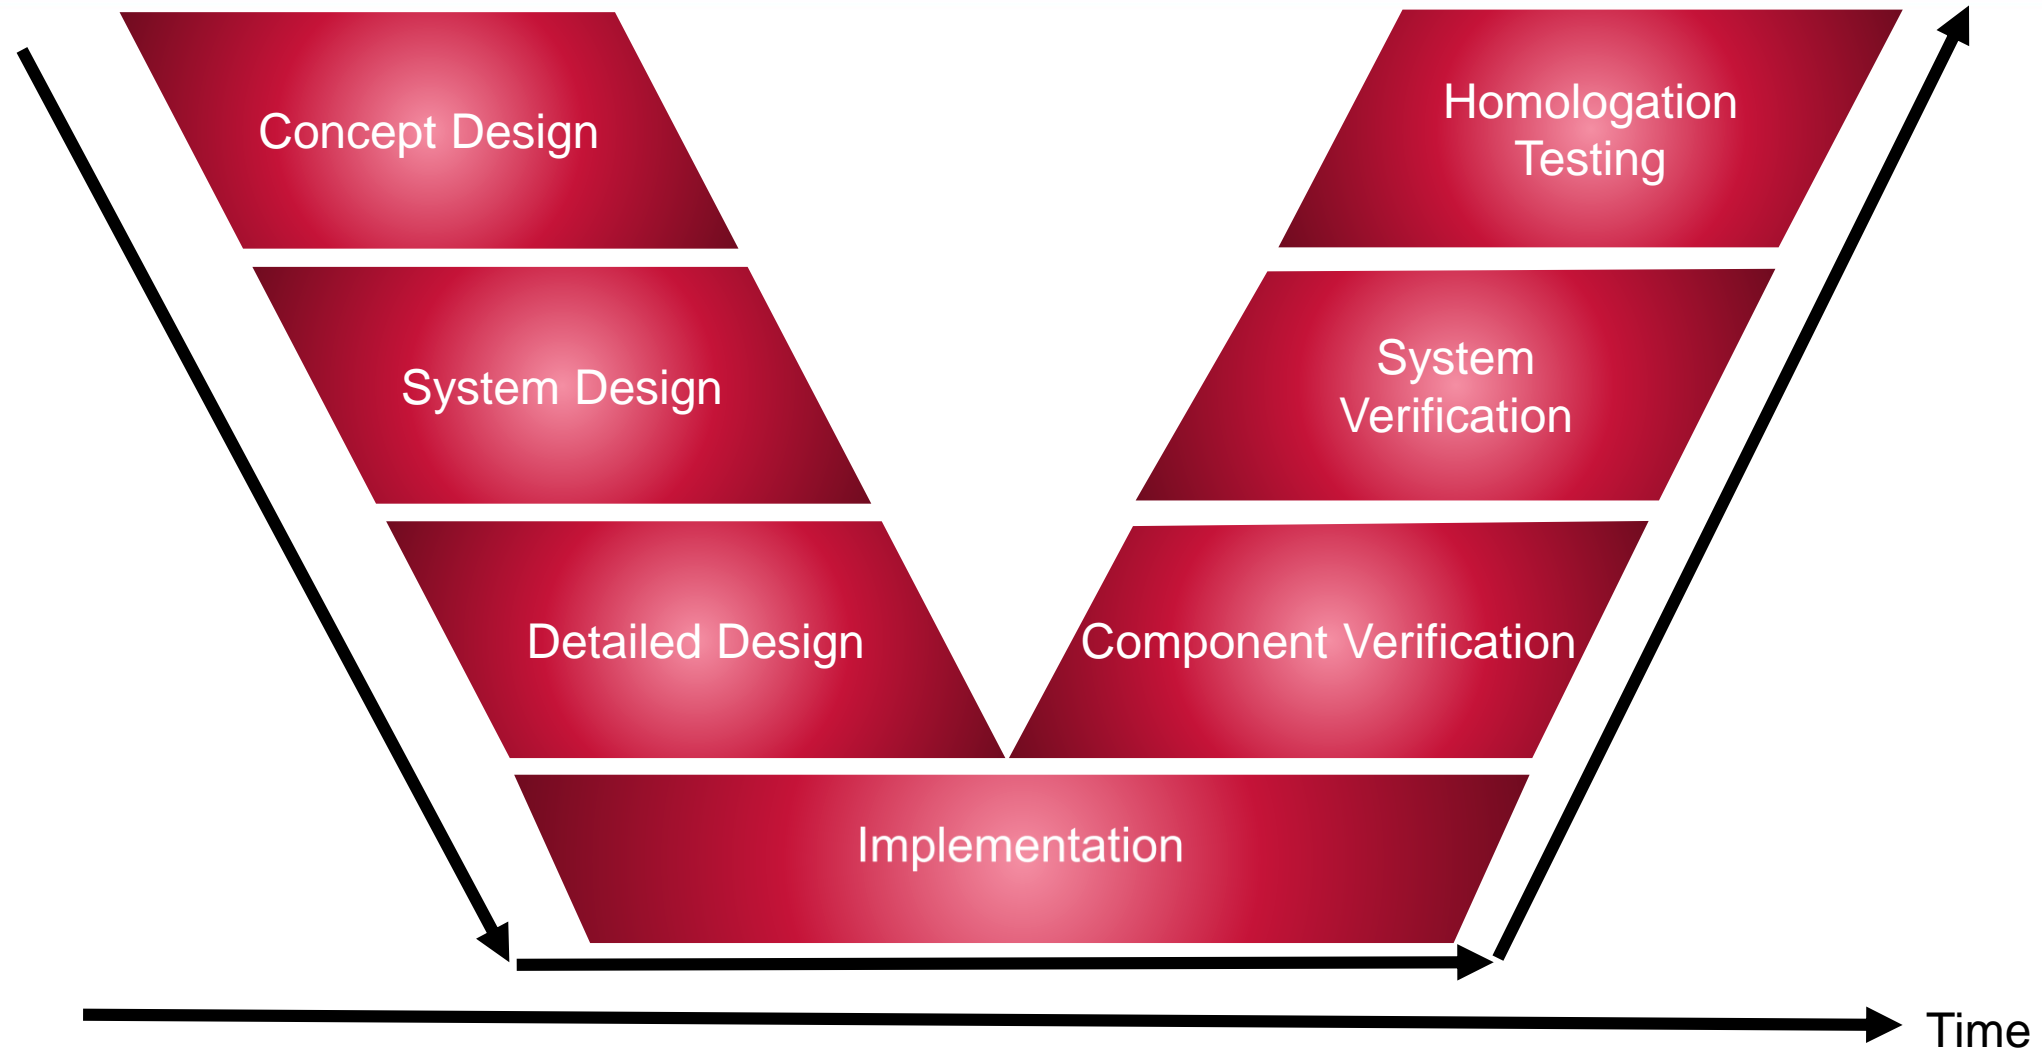 Concept Design
System Design
Detailed Design
Implementation
Component Verification
System
Verification
Homologation
Testing
Time